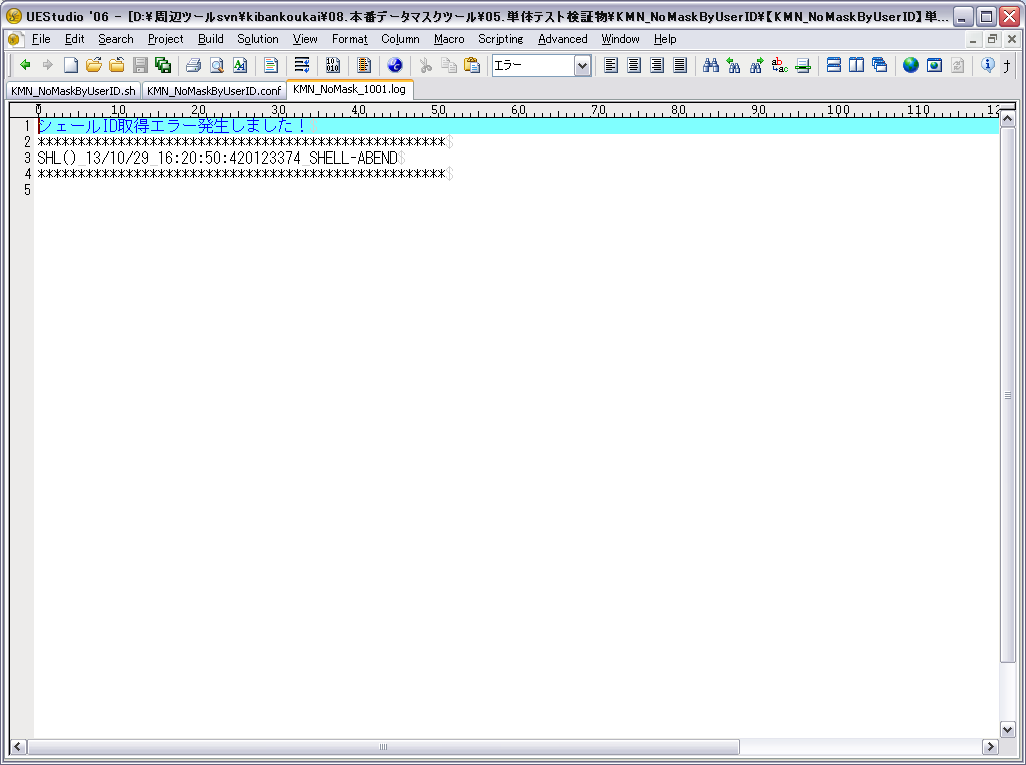 UEStudio '06 - [D:¥周辺ツールsvn¥kibankoukai¥08.本番データマスクツール¥05.単体テスト検証物¥KMN_NoMaskByUserID¥【KMN_NoMaskByUserID】単...
File Edit Search Project Build Solution View Format Column Macro Scripting Advanced Window Help
エラー
KMN_NoMaskByUserID.sh KMN_NoMaskByUserID.conf KMN_NoMask_1001.log
0 10 20 30 40 50 60 70 80 90 100 110 12
1 シェールID取得エラー発生しました！
2 ***************************************************$
3 SHL()_13/10/29_16:20:50:420123374_SHELL-ABEND$
4 ***************************************************$
5